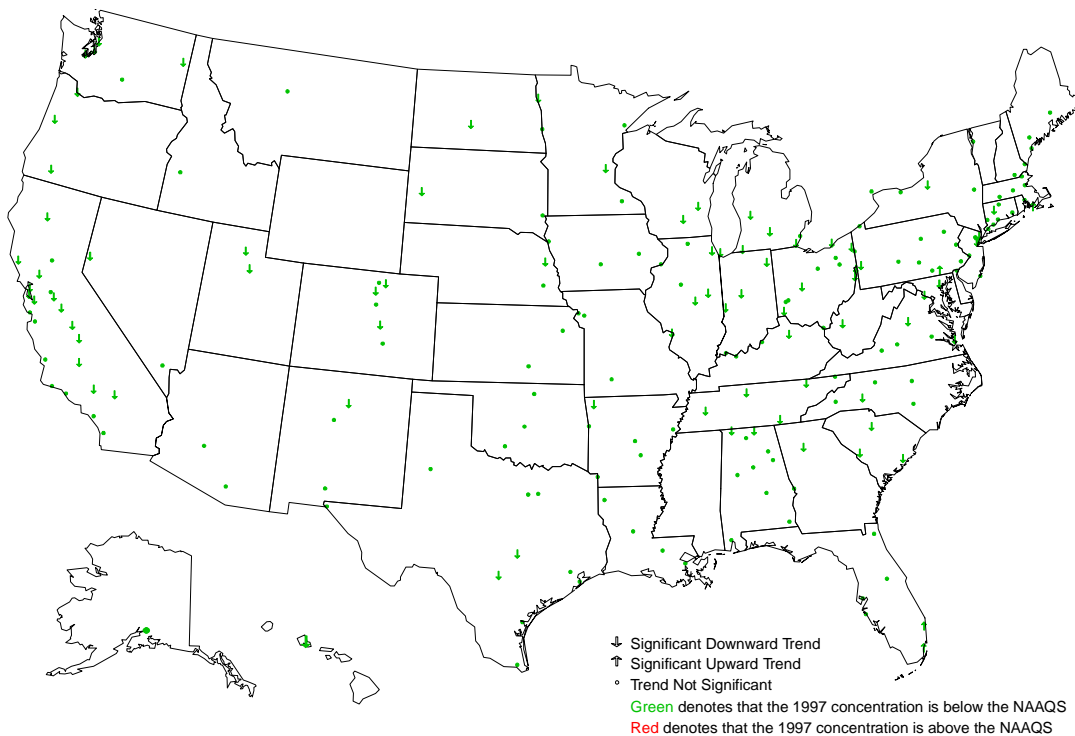 Significant Downward Trend
Significant Upward Trend
Trend Not Significant
Green denotes that the 1997 concentration is below the NAAQS
Red denotes that the 1997 concentration is above the NAAQS